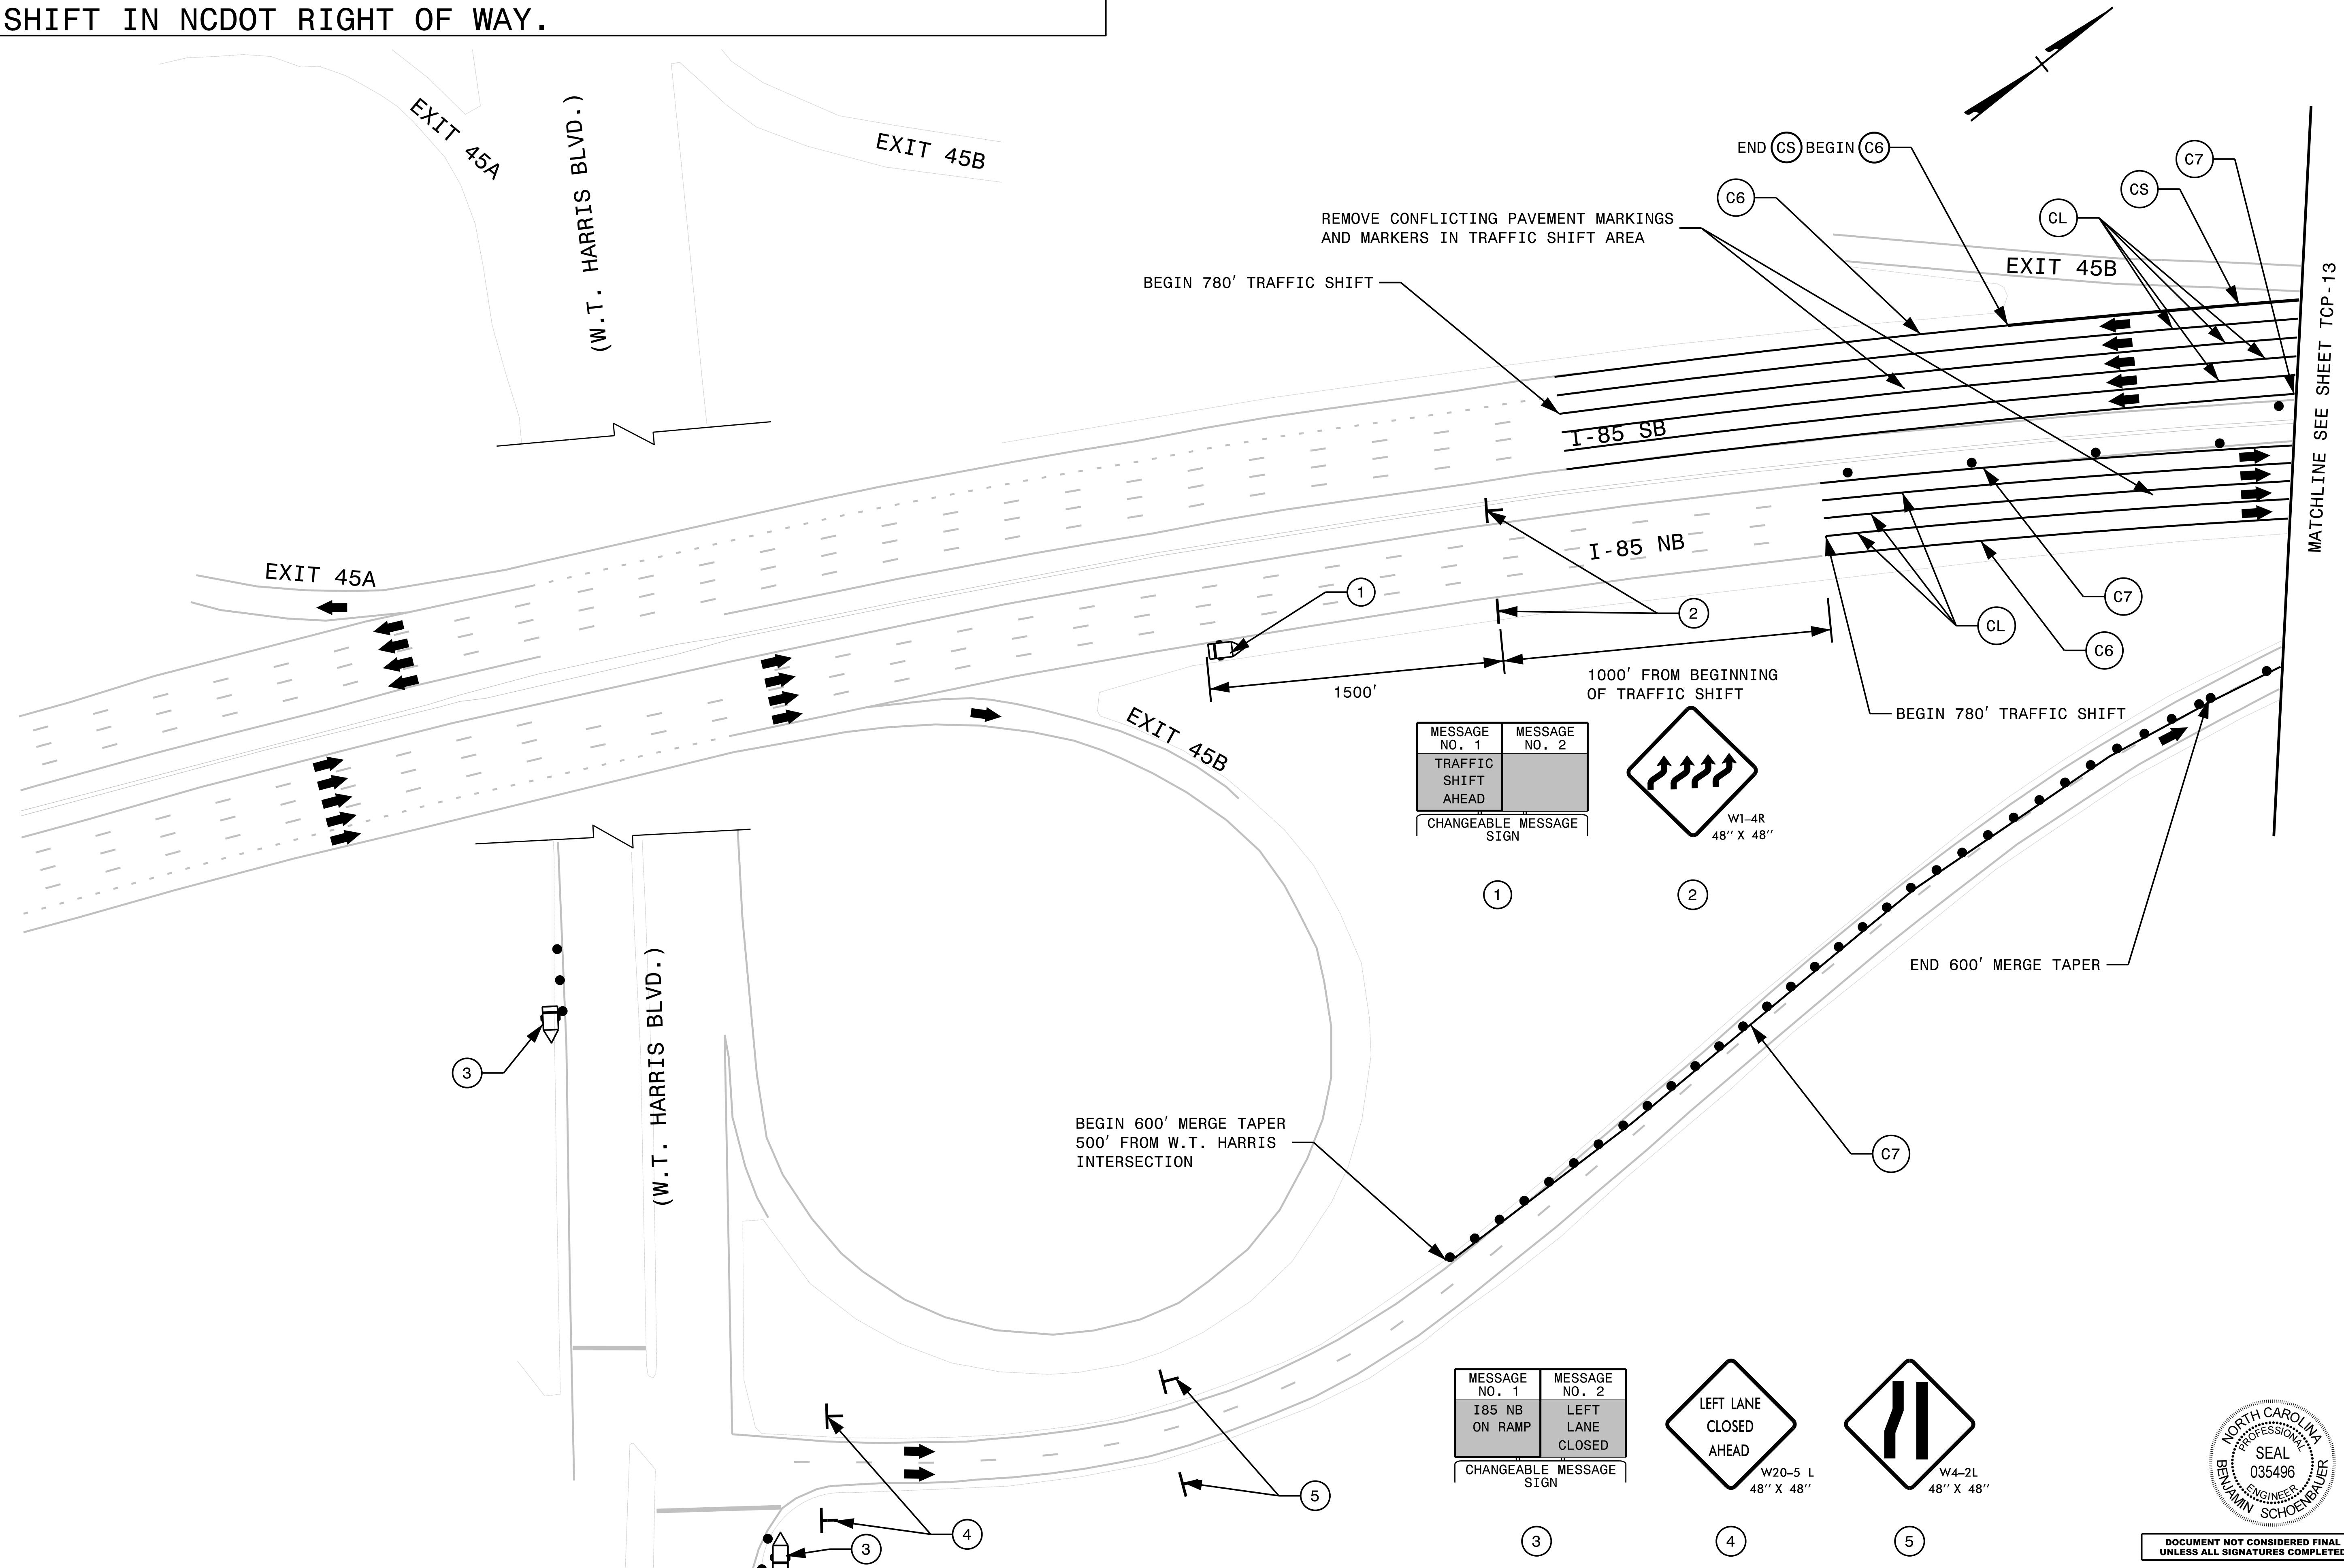 SHIFT IN NCDOT RIGHT OF WAY.
EXIT 45A
(W.T. HARRIS BLVD.)
EXIT 45B
END CS BEGIN C6
C7
CS
C6
CL
REMOVE CONFLICTING PAVEMENT MARKINGS
AND MARKERS IN TRAFFIC SHIFT AREA
EXIT 45B
BEGIN 780' TRAFFIC SHIFT
MATCHLINE SEE SHEET TCP-13
I-85 SB
I-85 NB
EXIT 45A
1
2
C7
CL
C6
1500'
1000' FROM BEGINNING
OF TRAFFIC SHIFT
BEGIN 780' TRAFFIC SHIFT
EXIT 45B
MESSAGE
NO. 1
MESSAGE
NO. 2
TRAFFIC
SHIFT
AHEAD
CHANGEABLE MESSAGE
SIGN
W1-4R
48" X 48"
1
2
END 600' MERGE TAPER
(W.T. HARRIS BLVD.)
3
BEGIN 600' MERGE TAPER
500' FROM W.T. HARRIS
INTERSECTION
C7
MESSAGE
NO. 1
MESSAGE
NO. 2
I85 NB
ON RAMP
LEFT
LANE
CLOSED
CHANGEABLE MESSAGE
SIGN
LEFT LANE
CLOSED
AHEAD
W20-5 L
48" X 48"
W4-2L
48" X 48"
5
4
3
3
4
5
NORTH CAROLINA
PROFESSIONAL
SEAL
035496
ENGINEER
BENJAMIN SCHOENBAUER
DOCUMENT NOT CONSIDERED FINAL
UNLESS ALL SIGNATURES COMPLETED